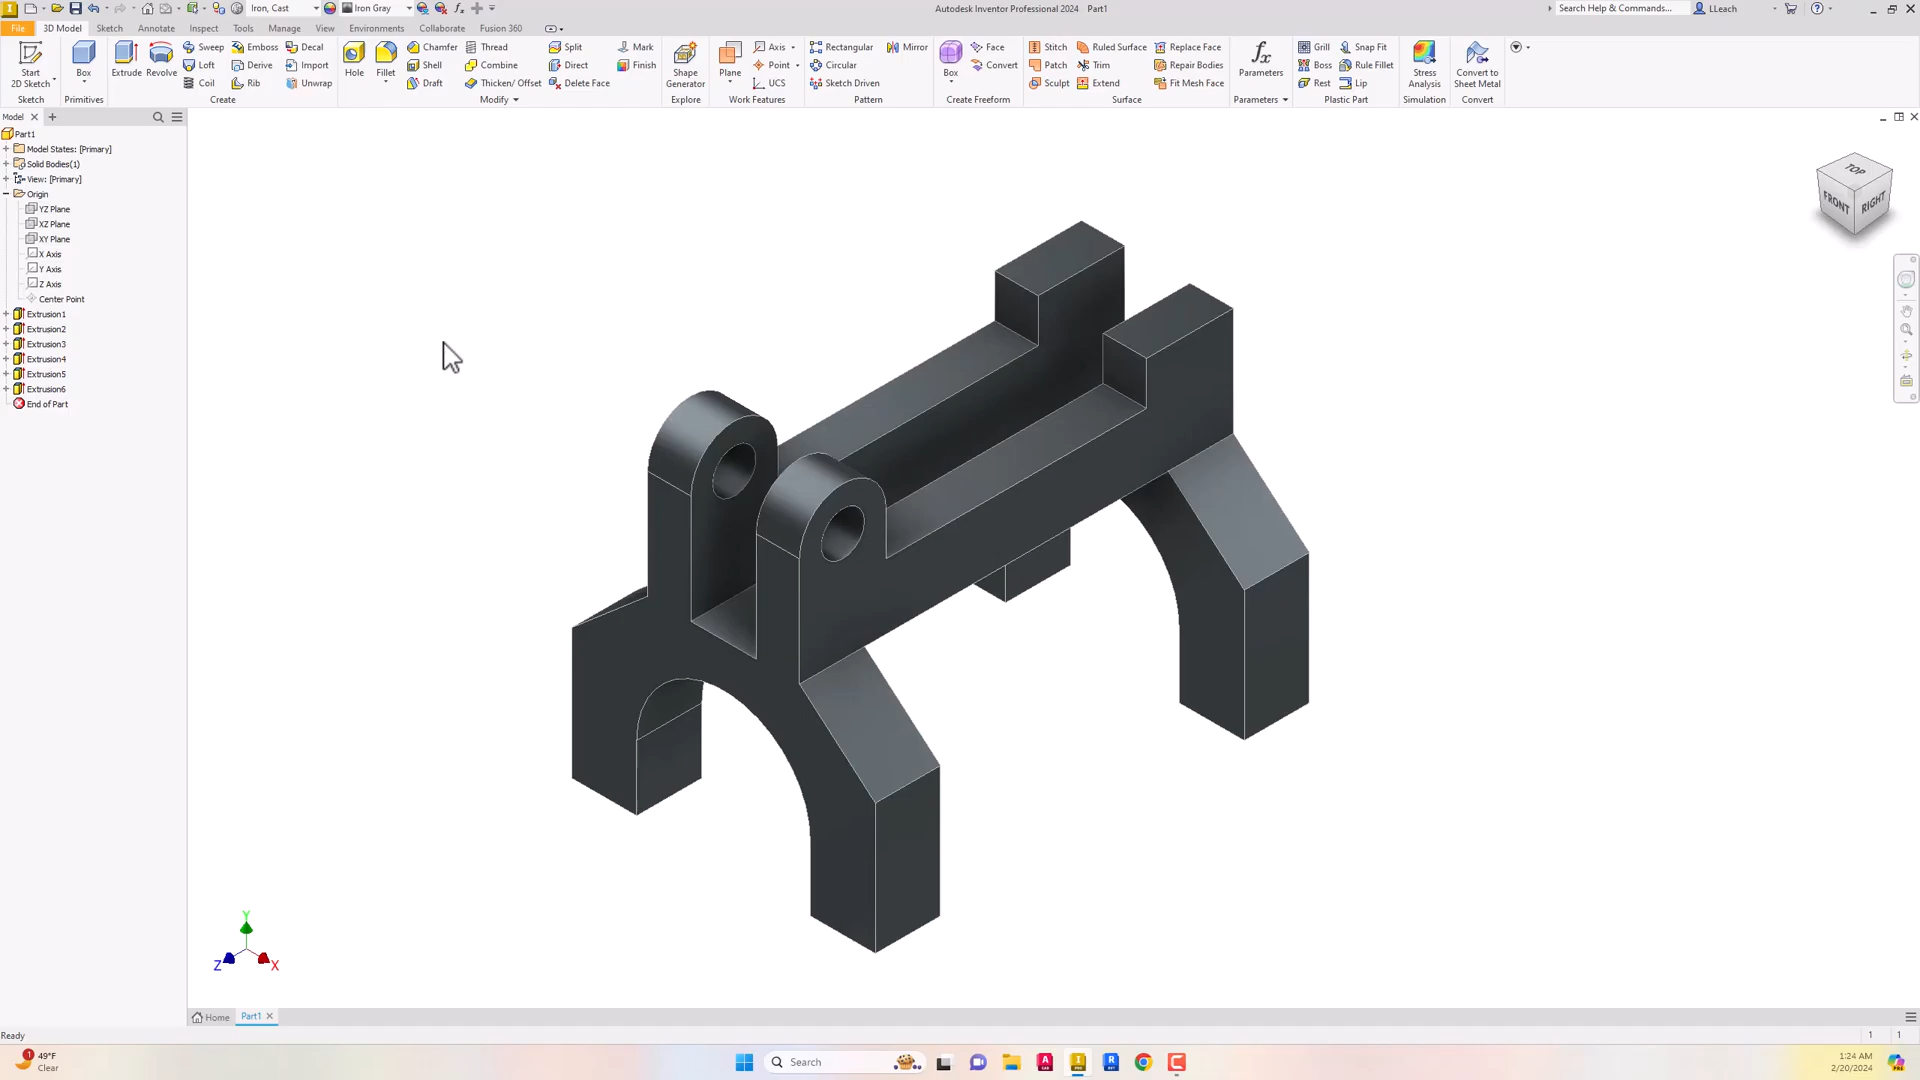 Iron, Cast Iron Gray Autodesk Inventor Professional 2024 Part1 Search Help & Commands... LLeach
File 3D Model Sketch Annotate Inspect Tools Manage View Environments Collaborate Fusion 360
Start
2D Sketch
Sketch
Box
Primitives
Extrude
Revolve
Sweep
Loft
Coil
Emboss
Derive
Rib
Decal
Import
Unwrap
Create
Hole
Fillet
Chamfer
Shell
Draft
Thread
Combine
Thicken/ Offset
Split
Direct
Delete Face
Mark
Finish
Modify
Shape
Generator
Explore
Plane
Axis
Point
UCS
Work Features
Rectangular
Circular
Sketch Driven
Mirror
Pattern
Box
Face
Convert
Create Freeform
Stitch
Patch
Sculpt
Ruled Surface
Trim
Extend
Replace Face
Repair Bodies
Fit Mesh Face
Surface
fx
Parameters
Parameters
Grill
Boss
Rest
Snap Fit
Rule Fillet
Lip
Plastic Part
Stress
Analysis
Simulation
Convert to
Sheet Metal
Convert
Model
Part1
Model States: [Primary]
Solid Bodies(1)
View: [Primary]
Origin
YZ Plane
XZ Plane
XY Plane
X Axis
Y Axis
Z Axis
Center Point
Extrusion1
Extrusion2
Extrusion3
Extrusion4
Extrusion5
Extrusion6
End of Part
TOP
FRONT
RIGHT
Y
Z
X
Home Part1
Ready 1 1
1 49°F
Clear
Search
1:24 AM
2/20/2024